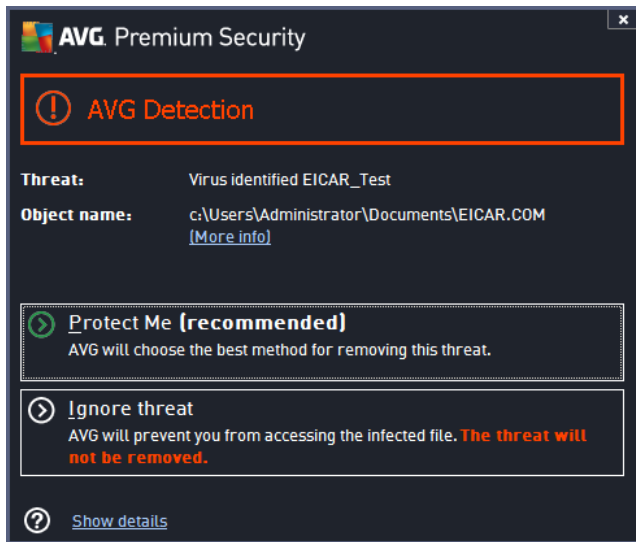 AVG. Premium Security
AVG Detection
Threat: Virus identified EICAR_Test
Object name: c:\Users\Administrator\Documents\EICAR.COM
(More info)
Protect Me (recommended)
AVG will choose the best method for removing this threat.
Ignore threat
AVG will prevent you from accessing the infected file. The threat will
not be removed.
Show details